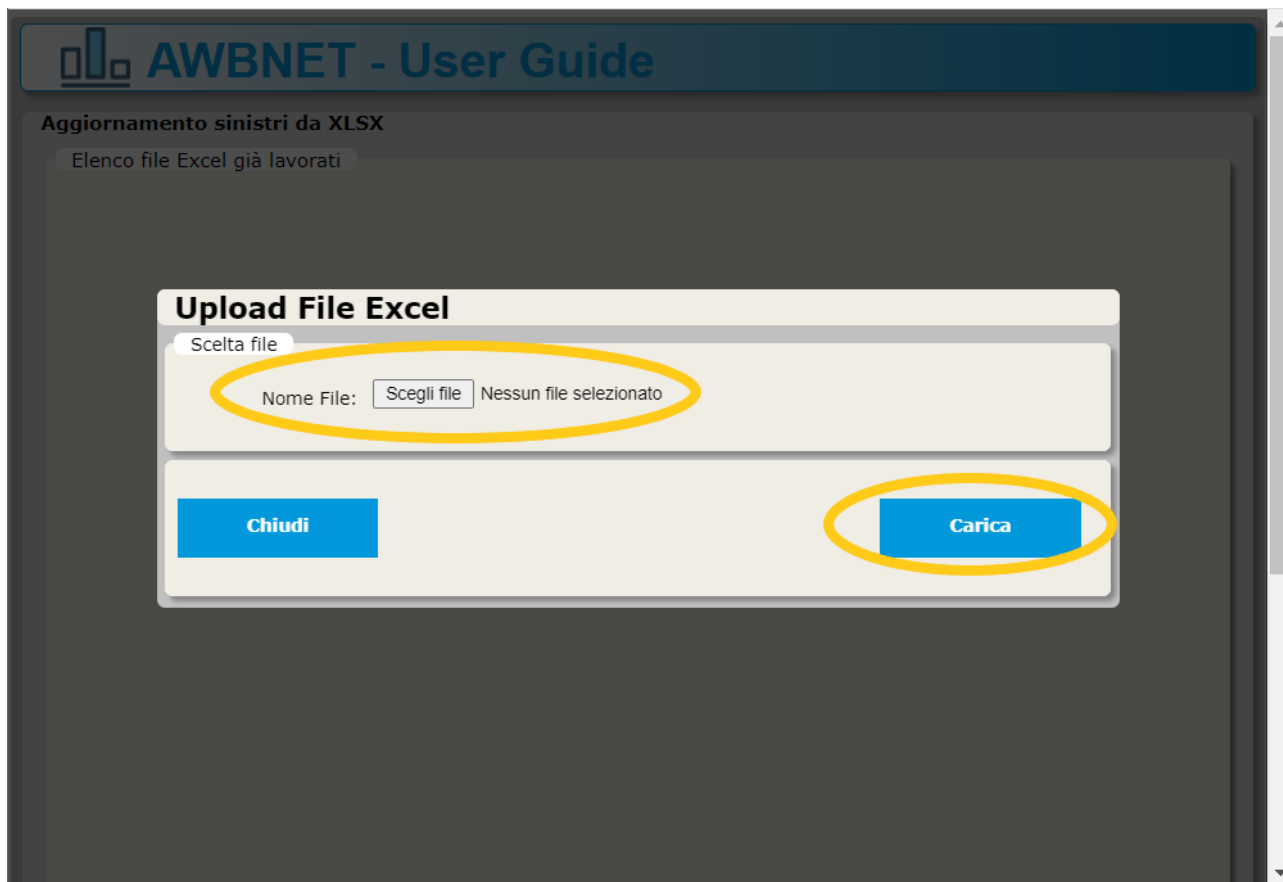 AWBNET - User Guide
Aggiornamento sinistri da XLSX
Elenco file Excel già lavorati
Upload File Excel
Scelta file
Nome File: Scegli file Nessun file selezionato
Chiudi Carica